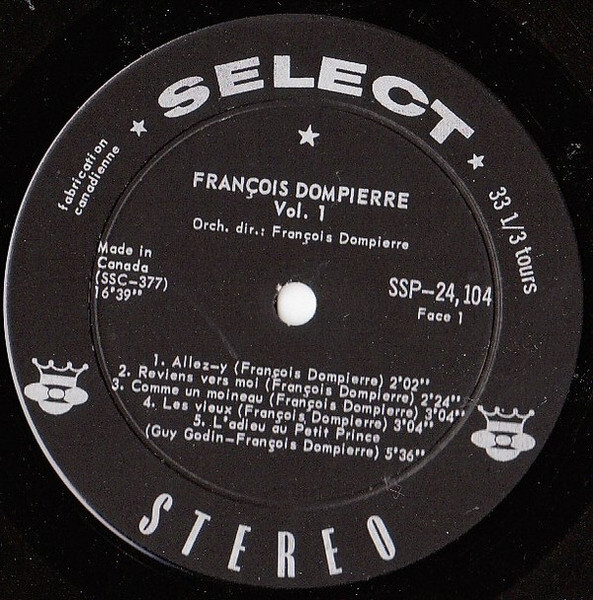 SELECT
fabrication
canadienne
33 1/3 tours
FRANÇOIS DOMPIERRE
Vol. 1
Orch. dir.: François Dompierre
Made in
Canada
(SSC-377)
16'39''
SSP-24,104
Face 1
1. Allez-y (François Dompierre) 2'02''
2. Reviens vers moi (François Dompierre) 2'24''
3. Comme un moineau (François Dompierre) 3'04''
4. Les vieux (François Dompierre) 3'04''
5. L'adieu au Petit Prince
(Guy Godin-François Dompierre) 5'36''
STEREO